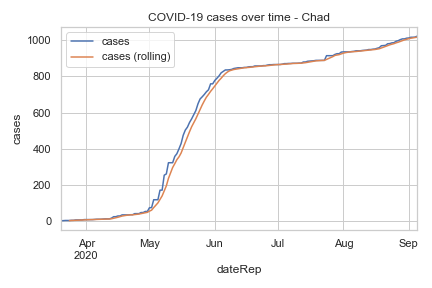 COVID-19 cases over time - Chad
cases
cases (rolling)
1000
800
600
400
200
0
cases
Apr May Jun Jul Aug Sep
2020
dateRep